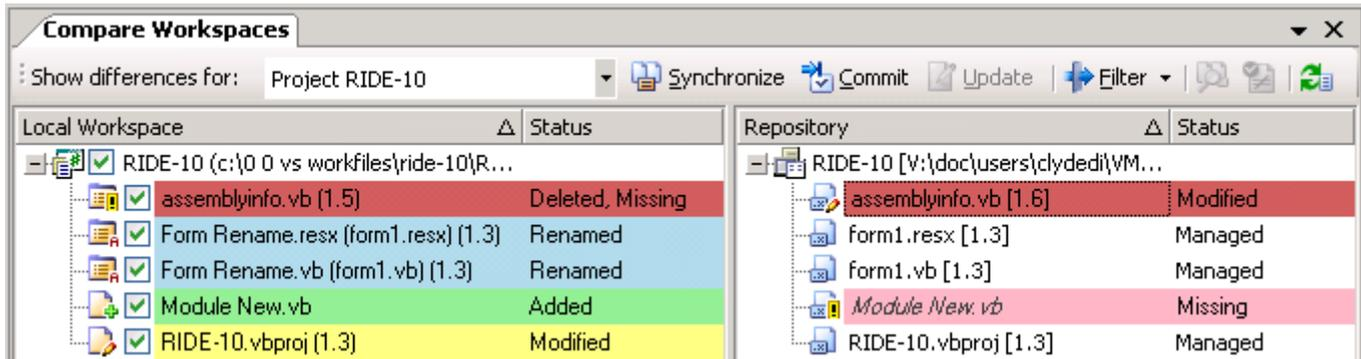 Compare Workspaces
Show differences for: Project RIDE-10 Synchronize Commit Update Filter
Local Workspace Status Repository Status
RIDE-10 (c:\0 0 vs workfiles\ride-10\R... RIDE-10 [V:\doc\users\clydedi\VM...
assemblyinfo.vb (1.5) Deleted, Missing assemblyinfo.vb [1.6] Modified
Form Rename.resx (form1.resx) (1.3) Renamed form1.resx [1.3] Managed
Form Rename.vb (form1.vb) (1.3) Renamed form1.vb [1.3] Managed
Module New.vb Added Module New.vb Missing
RIDE-10.vbproj (1.3) Modified RIDE-10.vbproj [1.3] Managed